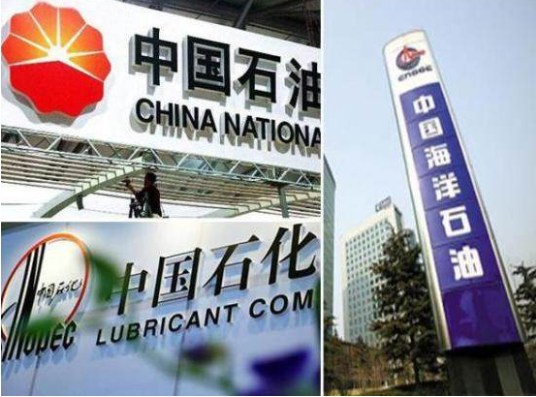 中国石油
CHINA NATIONA
中国石化
中国石化
SINOPEC
LUBRICANT COM
CNOOC
中国海洋石油